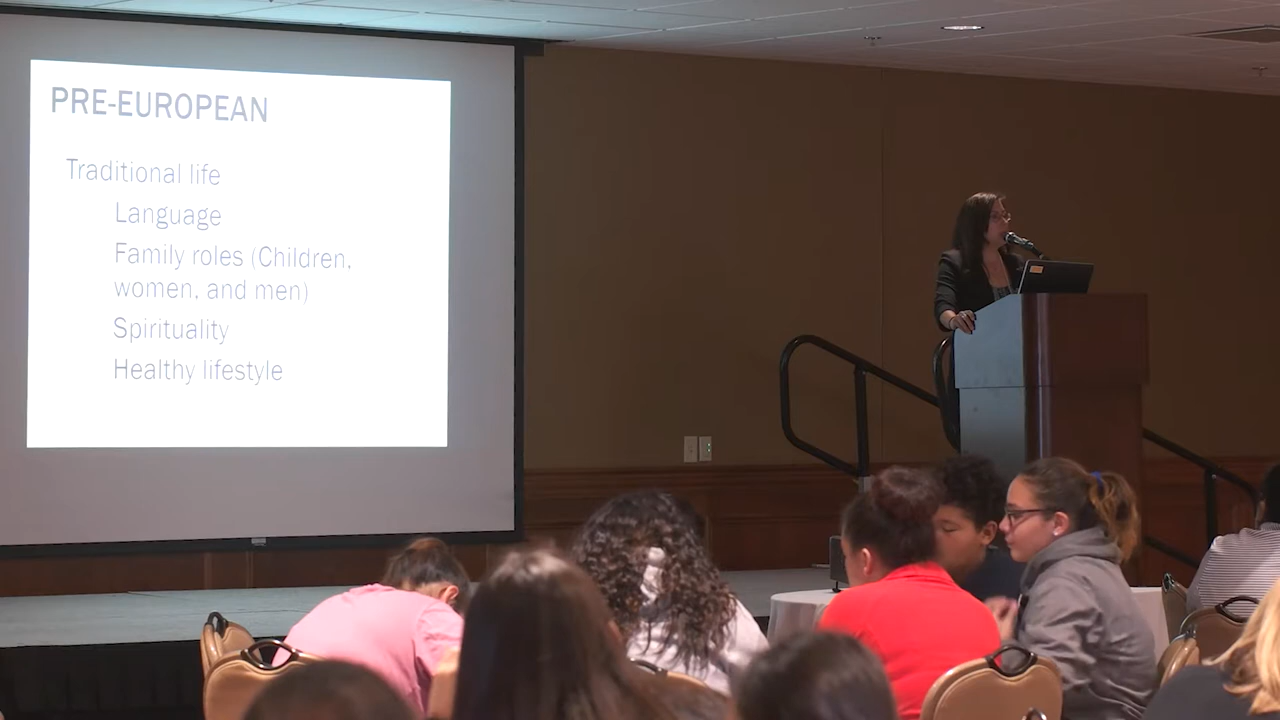 PRE-EUROPEAN
Traditional life
Language
Family roles (Children,
women, and men)
Spirituality
Healthy lifestyle